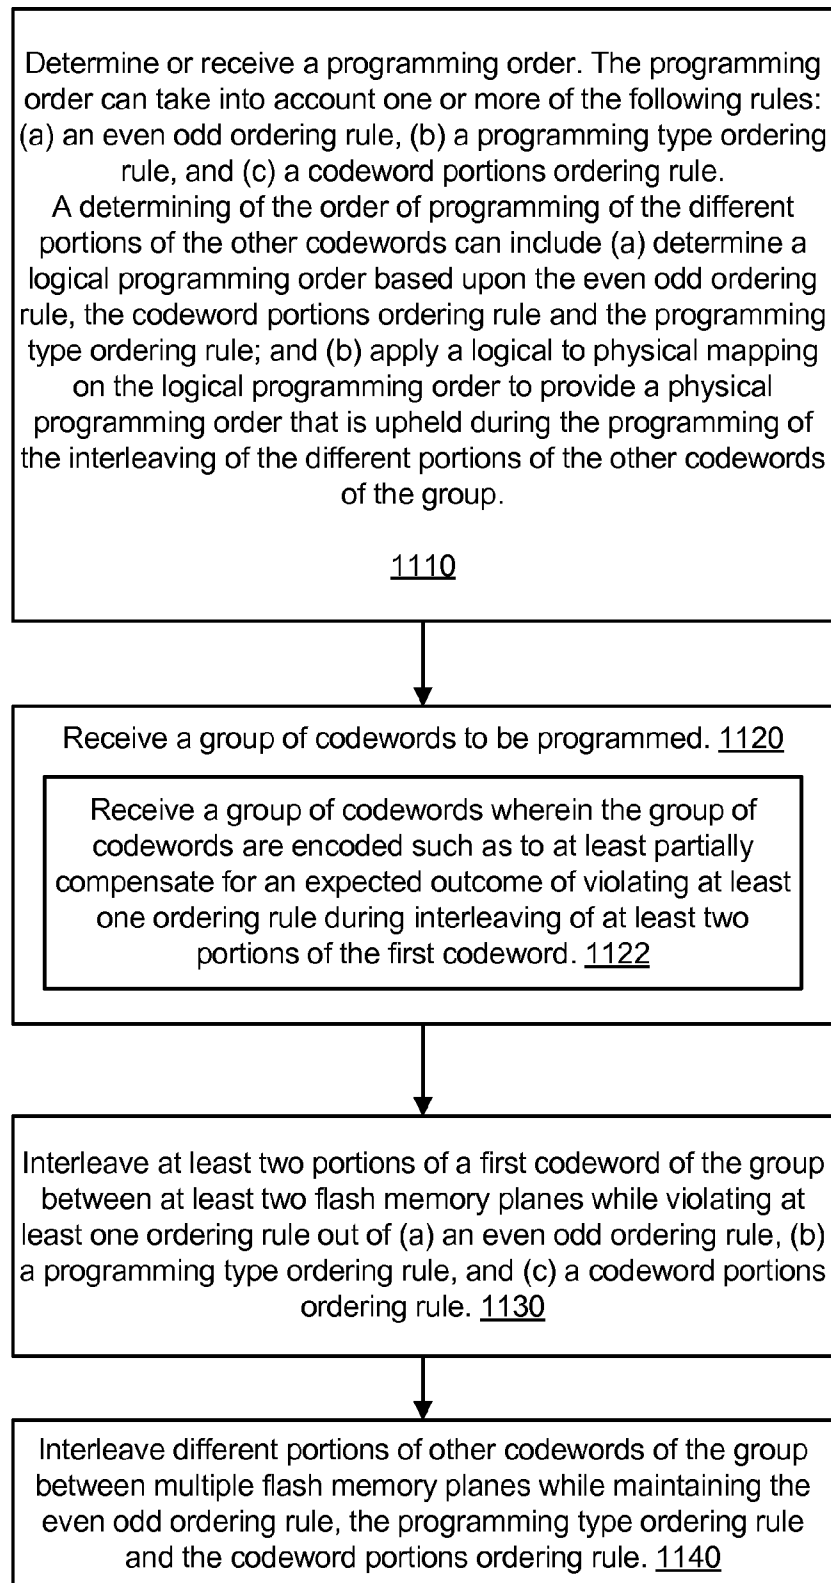 Determine or receive a programming order. The programming
order can take into account one or more of the following rules:
(a) an even odd ordering rule, (b) a programming type ordering
rule, and (c) a codeword portions ordering rule.
A determining of the order of programming of the different
portions of the other codewords can include (a) determine a
logical programming order based upon the even odd ordering
rule, the codeword portions ordering rule and the programming
type ordering rule; and (b) apply a logical to physical mapping
on the logical programming order to provide a physical
programming order that is upheld during the programming of
the interleaving of the different portions of the other codewords
of the group.
1110
Receive a group of codewords to be programmed. 1120
Receive a group of codewords wherein the group of
codewords are encoded such as to at least partially
compensate for an expected outcome of violating at least
one ordering rule during interleaving of at least two
portions of the first codeword. 1122
Interleave at least two portions of a first codeword of the group
between at least two flash memory planes while violating at
least one ordering rule out of (a) an even odd ordering rule, (b)
a programming type ordering rule, and (c) a codeword portions
ordering rule. 1130
Interleave different portions of other codewords of the group
between multiple flash memory planes while maintaining the
even odd ordering rule, the programming type ordering rule
and the codeword portions ordering rule. 1140